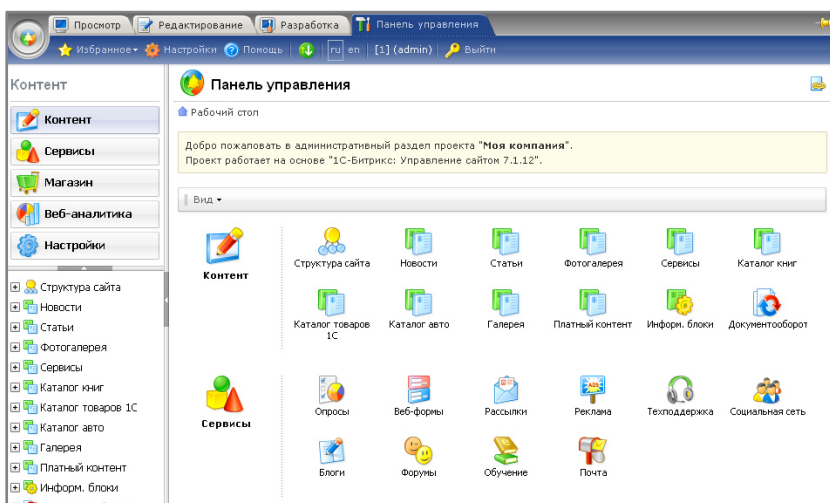 Просмотр Редактирование Разработка Панель управления
Избранное Настройки Помощь ru en [1] (admin) Выйти
Контент
Контент
Сервисы
Магазин
Веб-аналитика
Настройки
Структура сайта
Новости
Статьи
Фотогалерея
Сервисы
Каталог книг
Каталог товаров 1С
Каталог авто
Галерея
Платный контент
Информ. блоки
Панель управления
Рабочий стол
Добро пожаловать в административный раздел проекта "Моя компания".
Проект работает на основе "1С-Битрикс: Управление сайтом 7.1.12".
Вид
Контент
Структура сайта Новости Статьи Фотогалерея Сервисы Каталог книг
Каталог товаров 1С Каталог авто Галерея Платный контент Информ. блоки Документооборот
Сервисы
Опросы Веб-формы Рассылки Реклама Техподдержка Социальная сеть
Блоги Форумы Обучение Почта